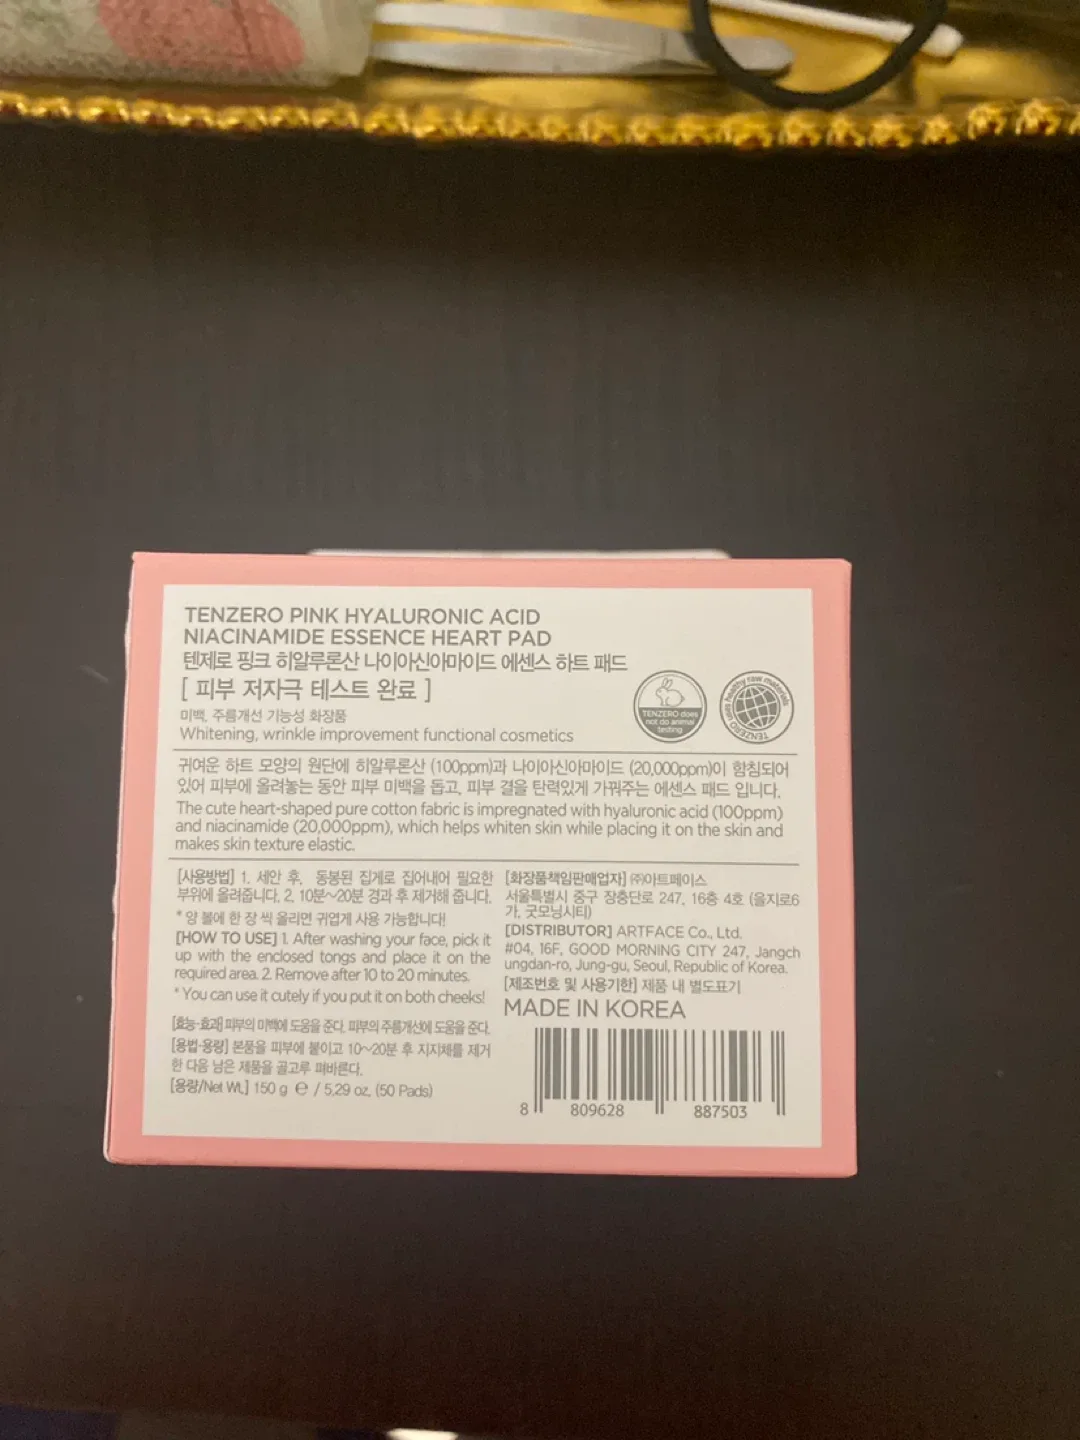 TENZERO PINK HYALURONIC ACID
NIACINAMIDE ESSENCE HEART PAD
텐제로 핑크 히알루론산 나이아신아마이드 에센스 하트 패드
[ 피부 저자극 테스트 완료 ]
미백, 주름개선 기능성 화장품
Whitening, wrinkle improvement functional cosmetics
TENZERO does
not do animal
testing
TENZERO uses healthy raw materials
귀여운 하트 모양의 원단에 히알루론산 (100ppm)과 나이아신아마이드 (20,000ppm)이 함침되어
있어 피부에 올려놓는 동안 피부 미백을 돕고, 피부 결을 탄력있게 가꿔주는 에센스 패드 입니다.
The cute heart-shaped pure cotton fabric is impregnated with hyaluronic acid (100ppm)
and niacinamide (20,000ppm), which helps whiten skin while placing it on the skin and
makes skin texture elastic.
[사용방법] 1. 세안 후, 동봉된 집게로 집어내어 필요한
부위에 올려줍니다. 2. 10분~20분 경과 후 제거해 줍니다.
* 양 볼에 한 장 씩 올리면 귀엽게 사용 가능합니다!
[HOW TO USE] 1. After washing your face, pick it
up with the enclosed tongs and place it on the
required area. 2. Remove after 10 to 20 minutes.
* You can use it cutely if you put it on both cheeks!
[효능·효과] 피부의 미백에 도움을 준다. 피부의 주름개선에 도움을 준다.
[용법·용량] 본품을 피부에 붙이고 10~20분 후 지지체를 제거
한 다음 남은 제품을 골고루 펴바른다.
[용량/Net Wt.] 150 g ℮ / 5.29 oz. (50 Pads)
[화장품책임판매업자] ㈜아트페이스
서울특별시 중구 장충단로 247, 16층 4호 (을지로6
가, 굿모닝시티)
[DISTRIBUTOR] ARTFACE Co., Ltd.
#04, 16F, GOOD MORNING CITY 247, Jangch
ungdan-ro, Jung-gu, Seoul, Republic of Korea.
[제조번호 및 사용기한] 제품 내 별도표기
MADE IN KOREA
8 809628 887503